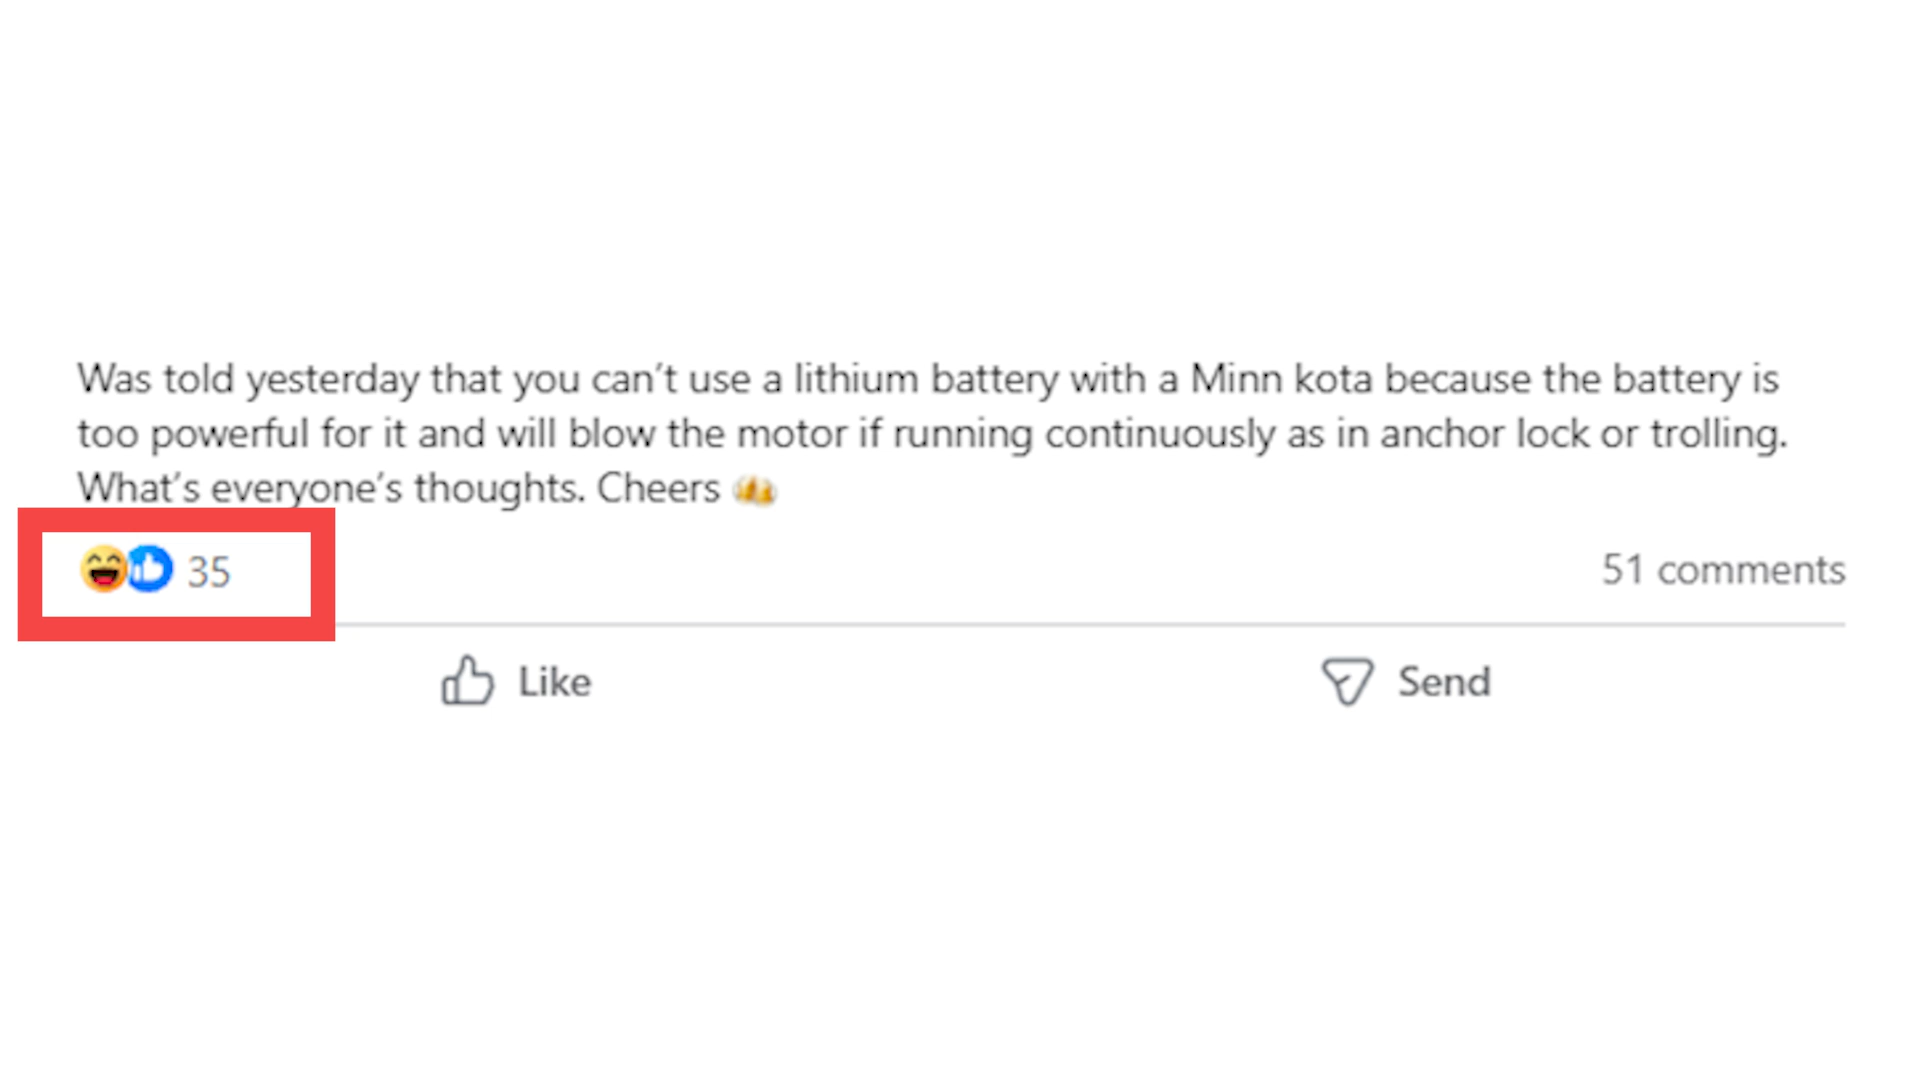 Was told yesterday that you can’t use a lithium battery with a Minn kota because the battery is
too powerful for it and will blow the motor if running continuously as in anchor lock or trolling.
What’s everyone’s thoughts. Cheers 🍻
35
51 comments
Like
Send